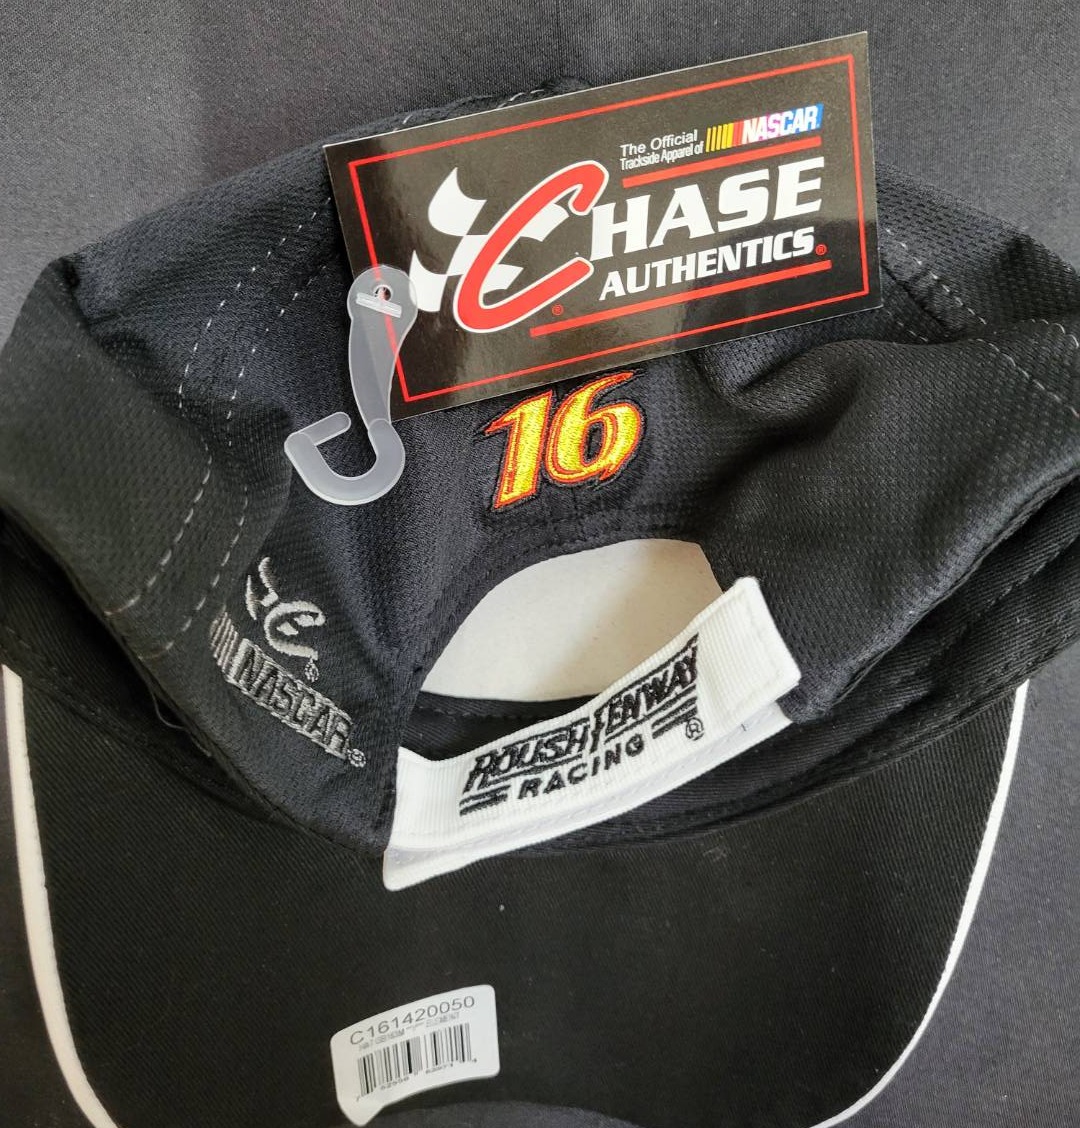 The Official
Trackside Apparel of NASCAR
CHASE
AUTHENTICS®
®
16
C®
NASCAR®
ROUSH FENWAY
RACING ®
C161420050